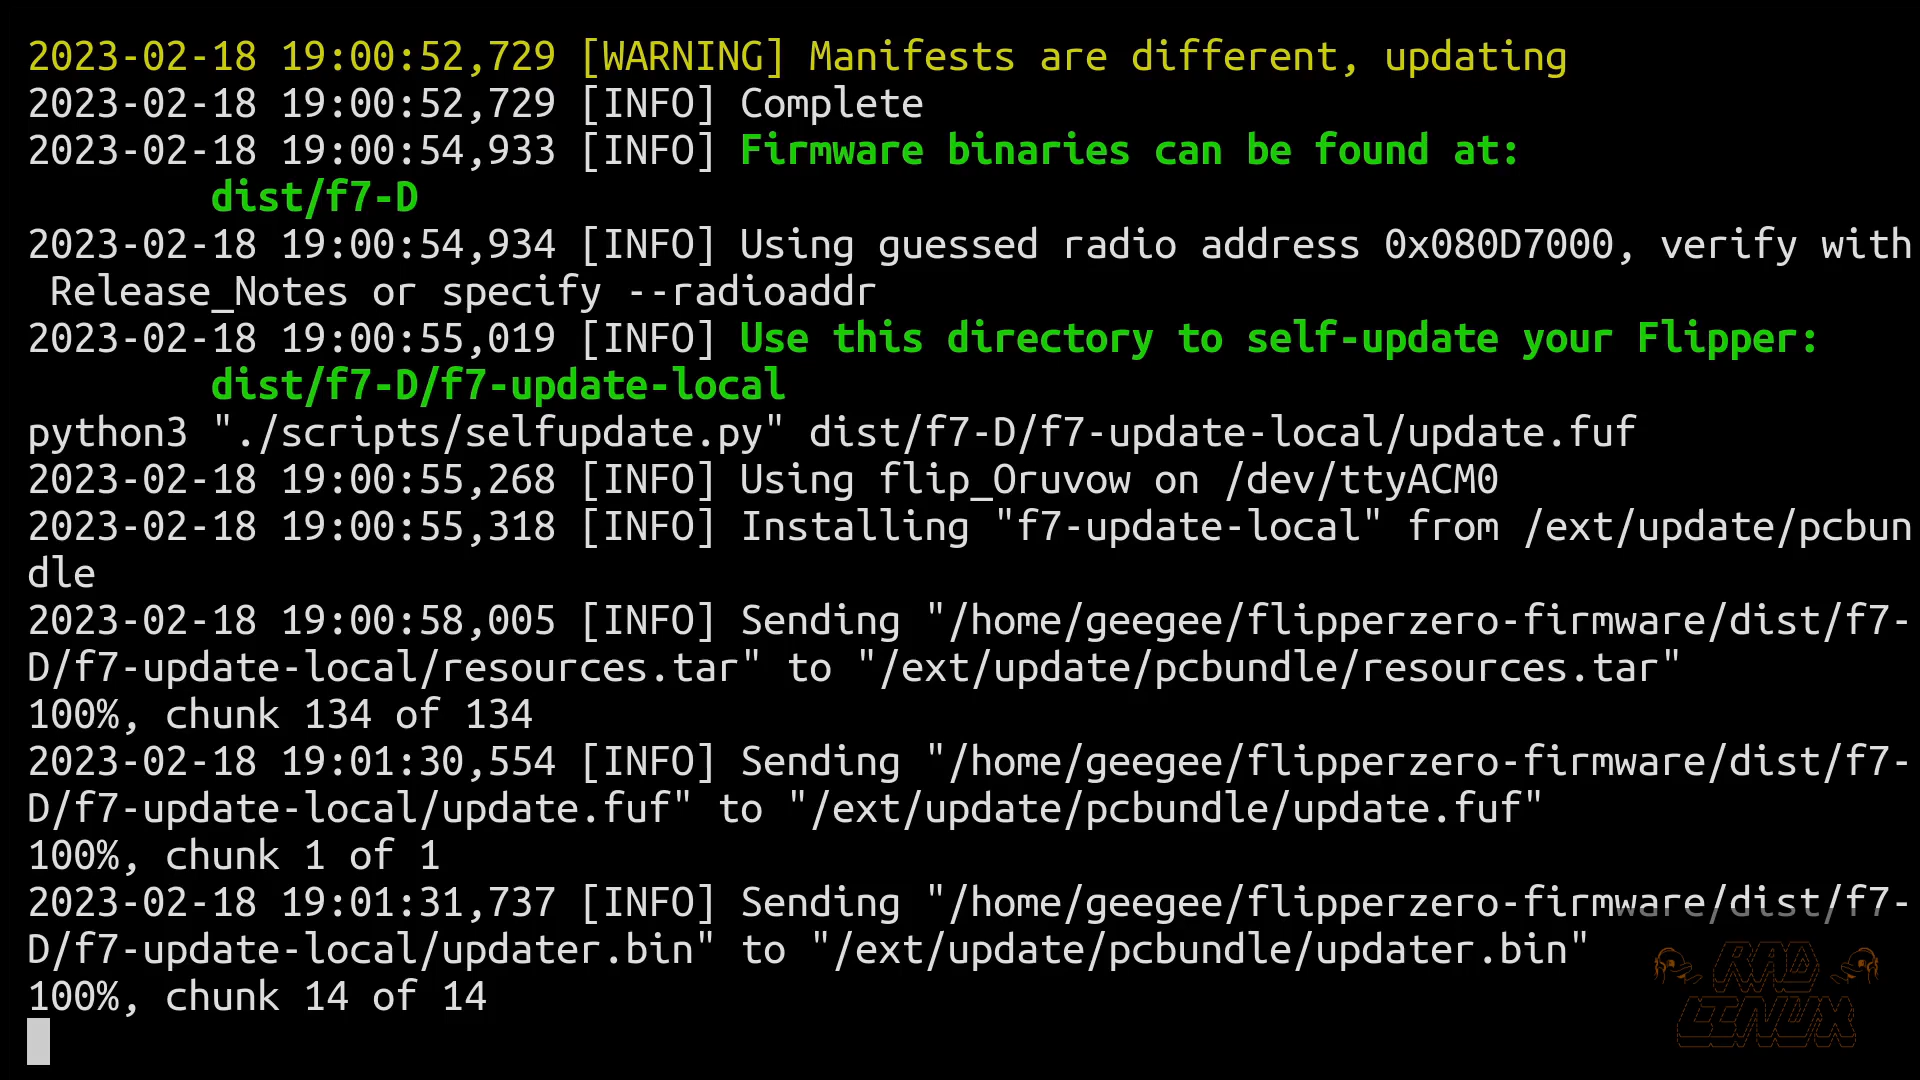 2023-02-18 19:00:52,729 [WARNING] Manifests are different, updating
2023-02-18 19:00:52,729 [INFO] Complete
2023-02-18 19:00:54,933 [INFO] Firmware binaries can be found at:
dist/f7-D
2023-02-18 19:00:54,934 [INFO] Using guessed radio address 0x080D7000, verify with
Release_Notes or specify --radioaddr
2023-02-18 19:00:55,019 [INFO] Use this directory to self-update your Flipper:
dist/f7-D/f7-update-local
python3 "./scripts/selfupdate.py" dist/f7-D/f7-update-local/update.fuf
2023-02-18 19:00:55,268 [INFO] Using flip_Oruvow on /dev/ttyACM0
2023-02-18 19:00:55,318 [INFO] Installing "f7-update-local" from /ext/update/pcbun
dle
2023-02-18 19:00:58,005 [INFO] Sending "/home/geegee/flipperzero-firmware/dist/f7-
D/f7-update-local/resources.tar" to "/ext/update/pcbundle/resources.tar"
100%, chunk 134 of 134
2023-02-18 19:01:30,554 [INFO] Sending "/home/geegee/flipperzero-firmware/dist/f7-
D/f7-update-local/update.fuf" to "/ext/update/pcbundle/update.fuf"
100%, chunk 1 of 1
2023-02-18 19:01:31,737 [INFO] Sending "/home/geegee/flipperzero-firmware/dist/f7-
D/f7-update-local/updater.bin" to "/ext/update/pcbundle/updater.bin"
100%, chunk 14 of 14
RAD
LINUX